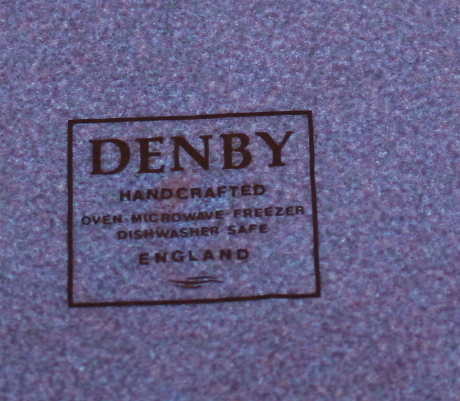 DENBY
HANDCRAFTED
OVEN·MICROWAVE·FREEZER
DISHWASHER SAFE
ENGLAND